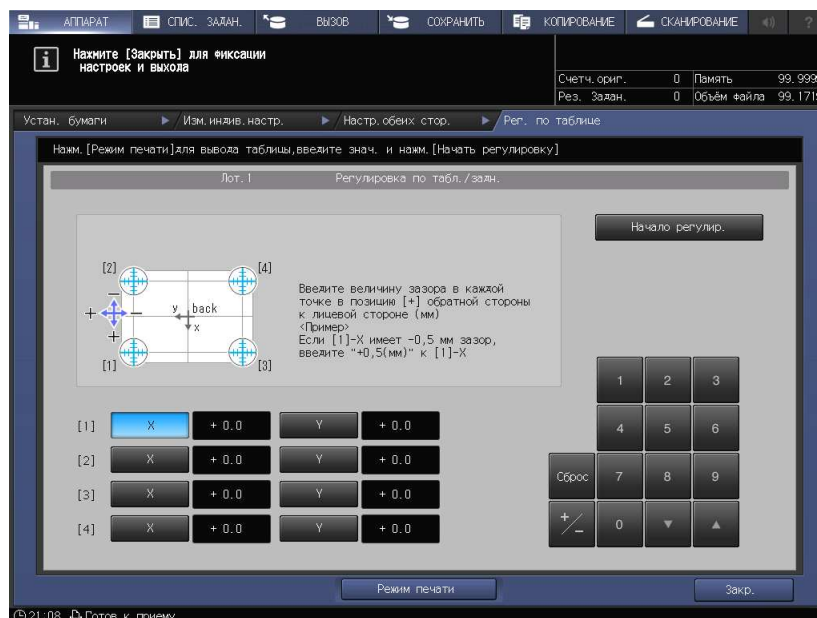 АППАРАТ
СПИС. ЗАДАН.
ВЫЗОВ
СОХРАНИТЬ
КОПИРОВАНИЕ
СКАНИРОВАНИЕ
?
Нажмите [Закрыть] для фиксации
настроек и выхода
Счетч. ориг. 0 Память 99.999
Рез. Задан. 0 Объём файла 99.171
Устан. бумаги
Изм. индив. настр.
Настр. обеих стор.
Рег. по таблице
Нажм. [Режим печати] для вывода таблицы, введите знач. и нажм. [Начать регулировку]
Лот. 1 Регулировка по табл./задн.
Начало регулир.
[2] [4]
y back
x
[1] [3]
Введите величину зазора в каждой
точке в позицию [+] обратной стороны
к лицевой стороне (мм)
<Пример>
Если [1]-X имеет -0,5 мм зазор,
введите "+0,5(мм)" к [1]-X
[1] X + 0.0 Y + 0.0
[2] X + 0.0 Y + 0.0
[3] X + 0.0 Y + 0.0
[4] X + 0.0 Y + 0.0
1 2 3
4 5 6
Сброс 7 8 9
+/- 0 ▼ ▲
Режим печати
Закр.
21:08 Готов к приему